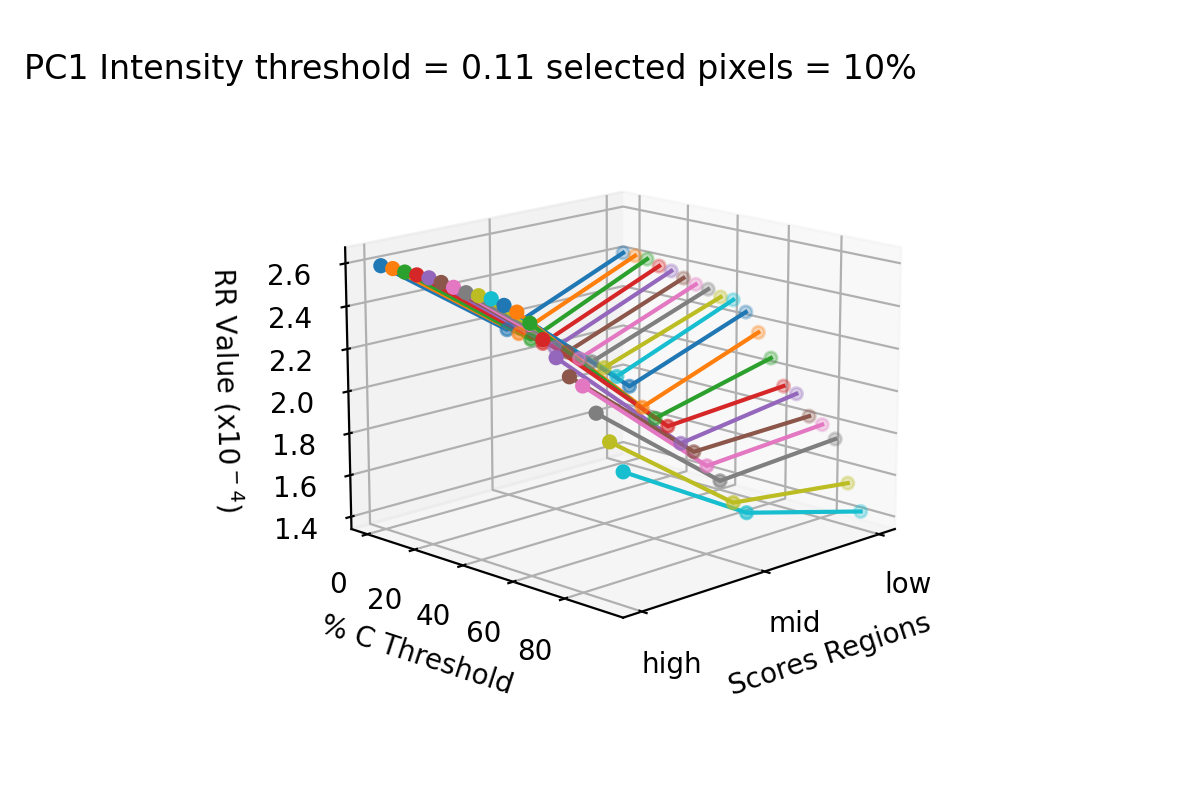 PC1 Intensity threshold = 0.11 selected pixels = 10%
RR Value (x10⁻⁴)
2.6
2.4
2.2
2.0
1.8
1.6
1.4
0
20
40
60
80
% C Threshold
high
mid
low
Scores Regions